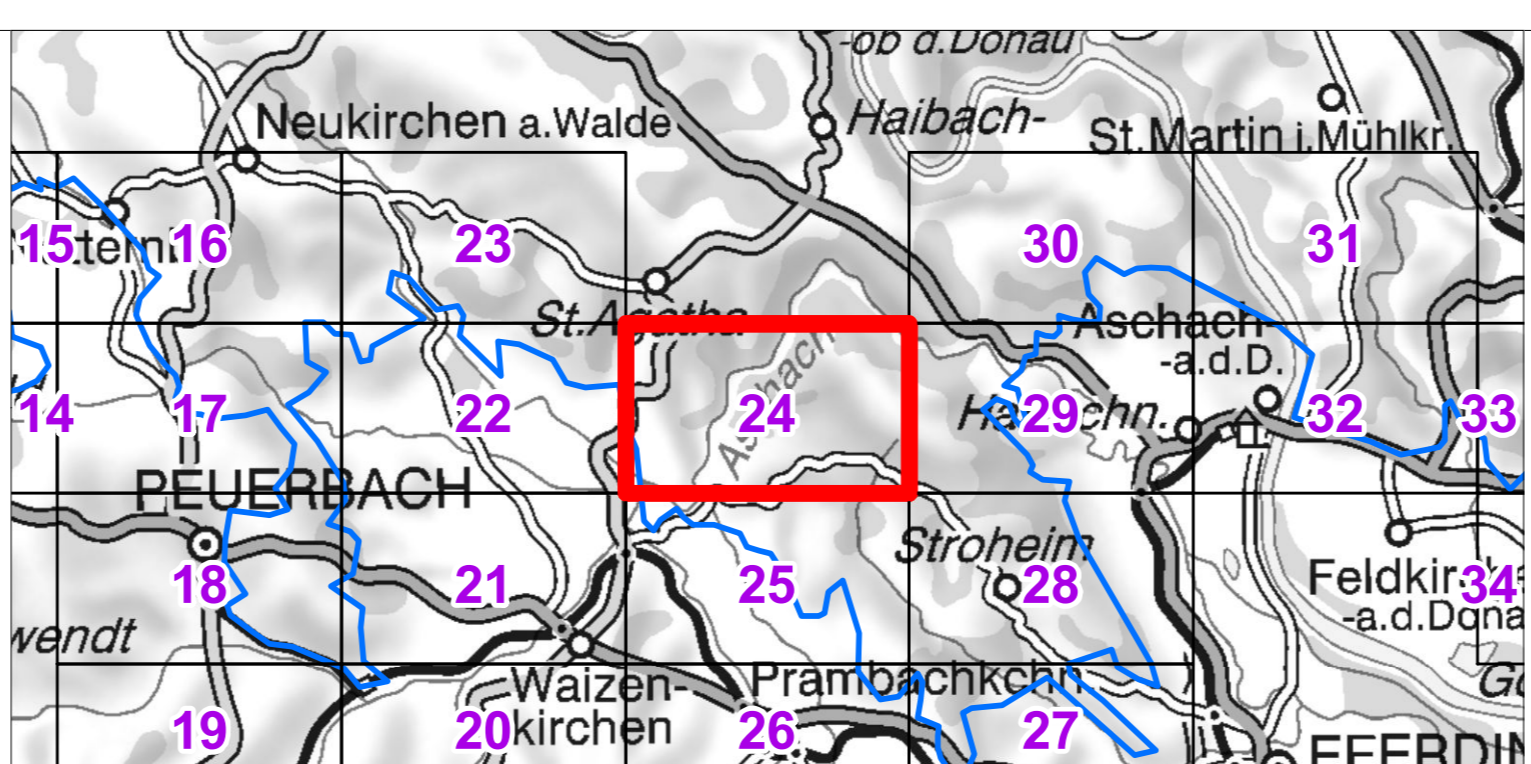 -ob d.Donau
Neukirchen a.Walde
Haibach-
St.Martin i.Mühlkr.
15
16
23
30
31
St.Agatha
Aschach-
-a.d.D.
Aschach
14
17
22
24
29
32
33
PEUERBACH
Stroheim
Feldkirchen
-a.d.Dona
18
21
25
28
34
wendt
Waizen-
kirchen
Prambachkchn.
19
20
26
27
EFERDIN